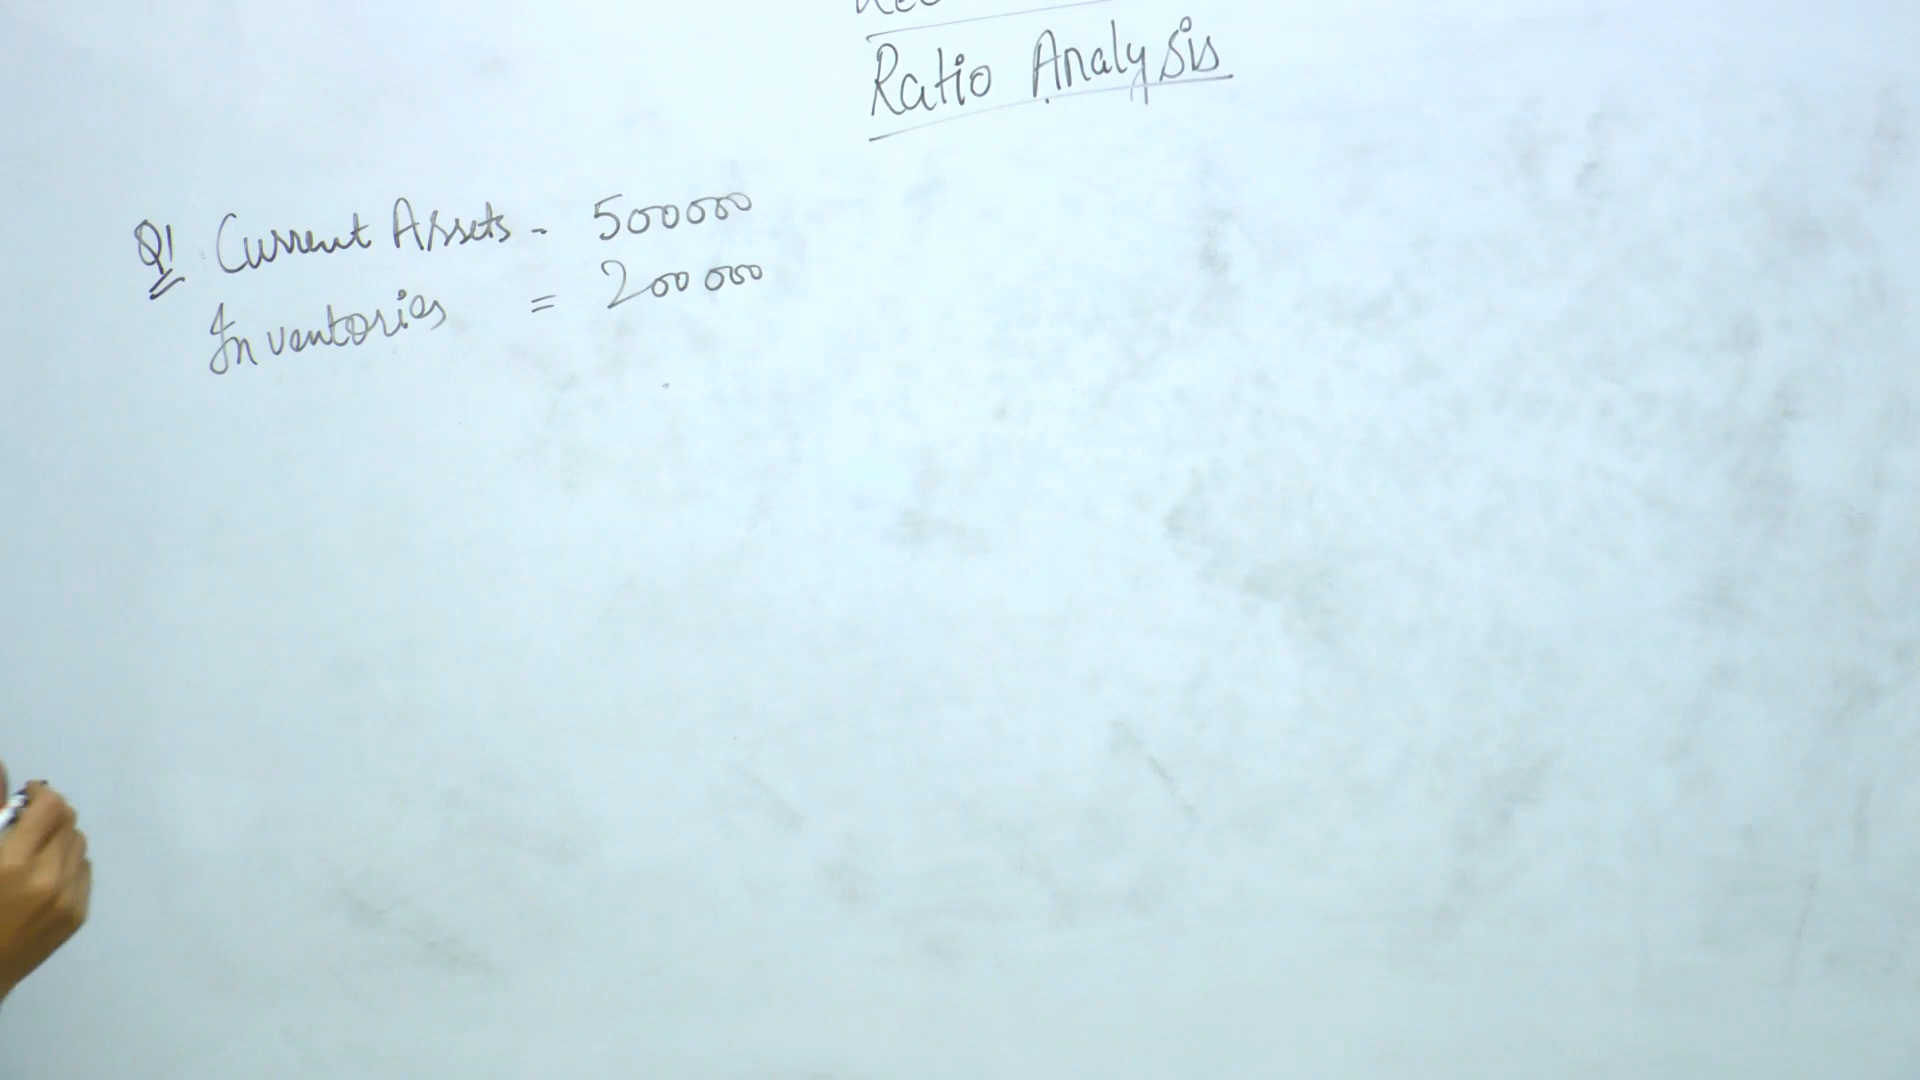 Ratio Analysis
Q1 Current Assets - 500000
Inventories = 200000